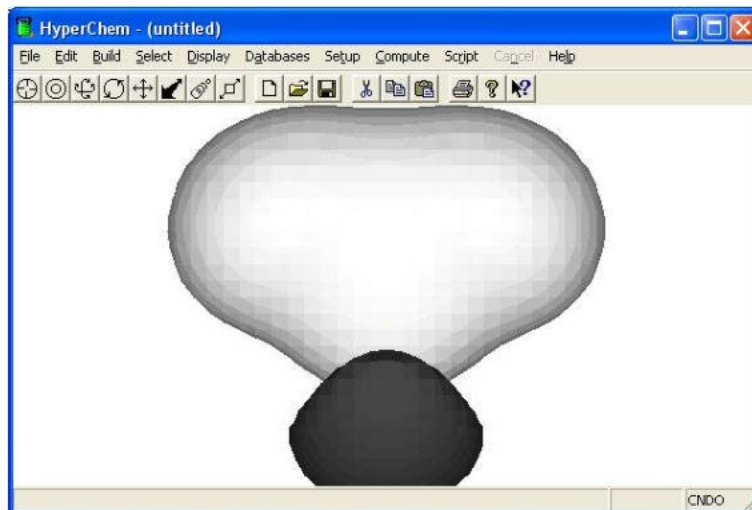 HyperChem - (untitled)
File Edit Build Select Display Databases Setup Compute Script Cancel Help
CNDO